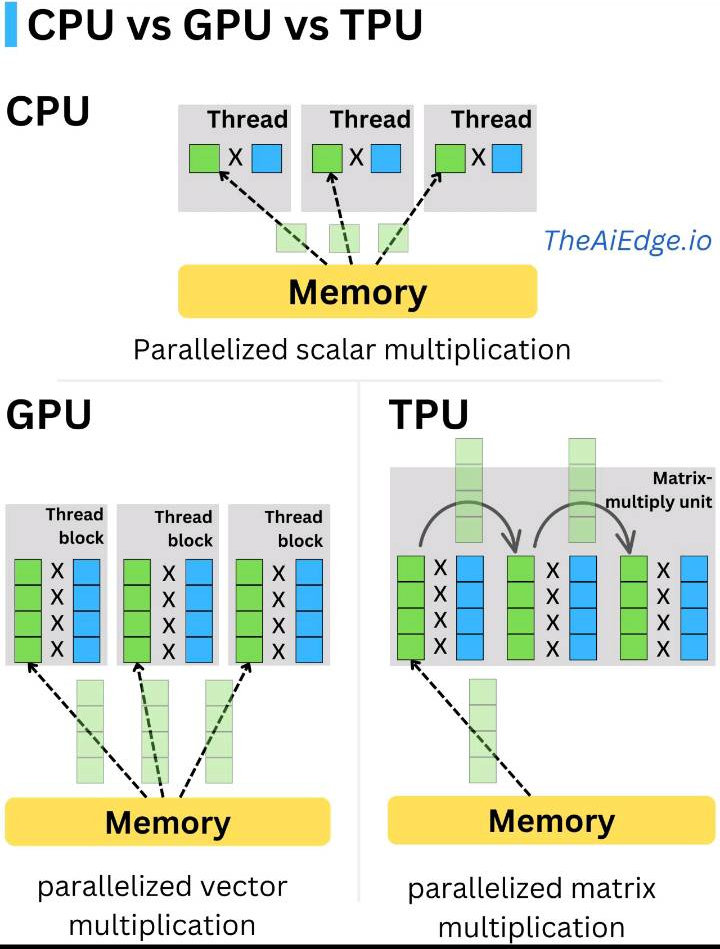 CPU vs GPU vs TPU
CPU
Thread Thread Thread
X X X
TheAiEdge.io
Memory
Parallelized scalar multiplication
GPU
Thread
block
Thread
block
Thread
block
X X X
X X X
X X X
X X X
Memory
parallelized vector
multiplication
TPU
Matrix-
multiply unit
X X X
X X X
X X X
X X X
Memory
parallelized matrix
multiplication